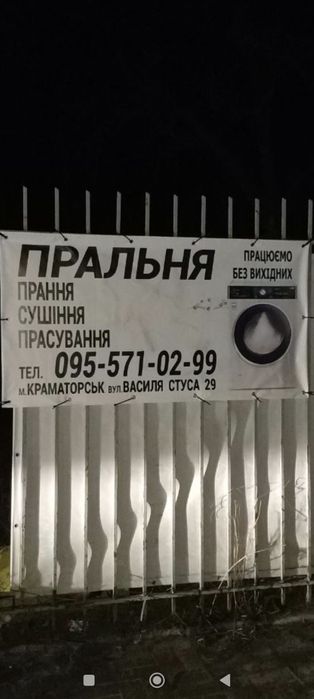 ПРАЛЬНЯ
ПРАЦЮЄМО
БЕЗ ВИХІДНИХ
ПРАННЯ
СУШІННЯ
ПРАСУВАННЯ
ТЕЛ. 095-571-02-99
М.КРАМАТОРСЬК ВУЛ.ВАСИЛЯ СТУСА 29